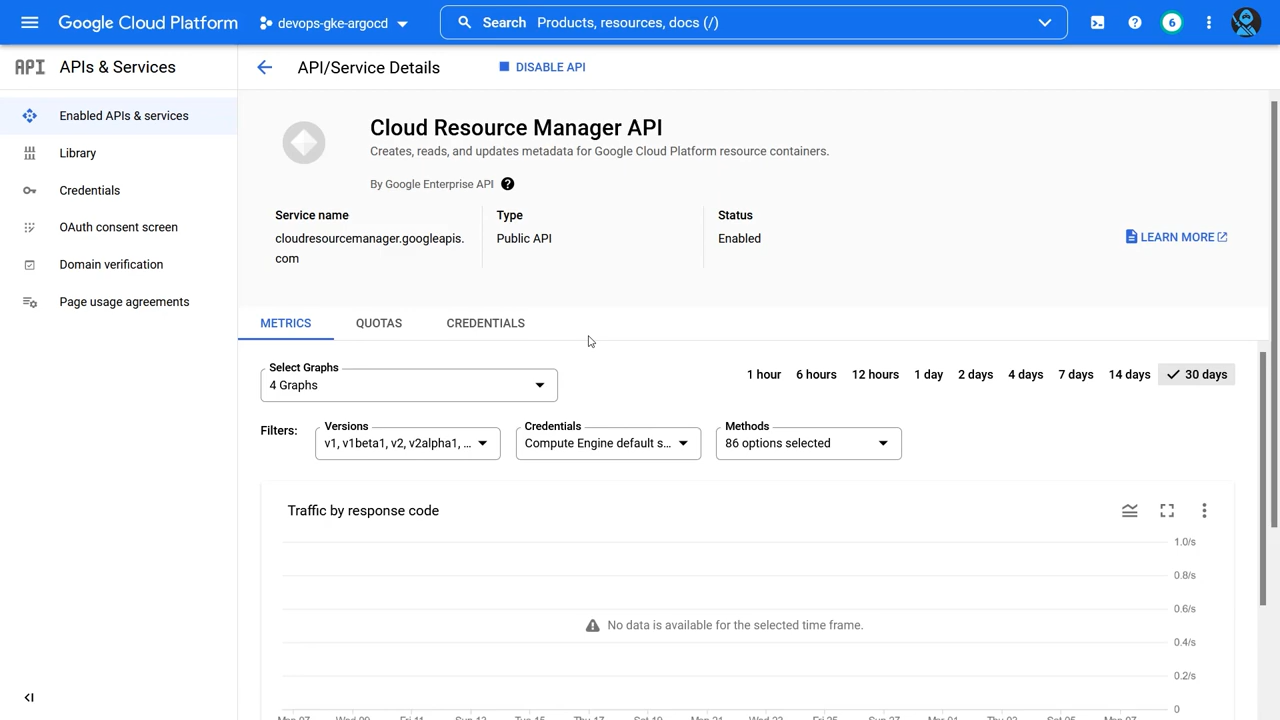 Google Cloud Platform
devops-gke-argocd
Search Products, resources, docs (/)
6
API APIs & Services
API/Service Details
DISABLE API
Enabled APIs & services
Library
Credentials
OAuth consent screen
Domain verification
Page usage agreements
Cloud Resource Manager API
Creates, reads, and updates metadata for Google Cloud Platform resource containers.
By Google Enterprise API
Service name
cloudresourcemanager.googleapis.
com
Type
Public API
Status
Enabled
LEARN MORE
METRICS QUOTAS CREDENTIALS
Select Graphs
4 Graphs
1 hour 6 hours 12 hours 1 day 2 days 4 days 7 days 14 days 30 days
Filters:
Versions
v1, v1beta1, v2, v2alpha1, ...
Credentials
Compute Engine default s...
Methods
86 options selected
Traffic by response code
1.0/s
0.8/s
0.6/s
No data is available for the selected time frame.
0.4/s
0.2/s
0